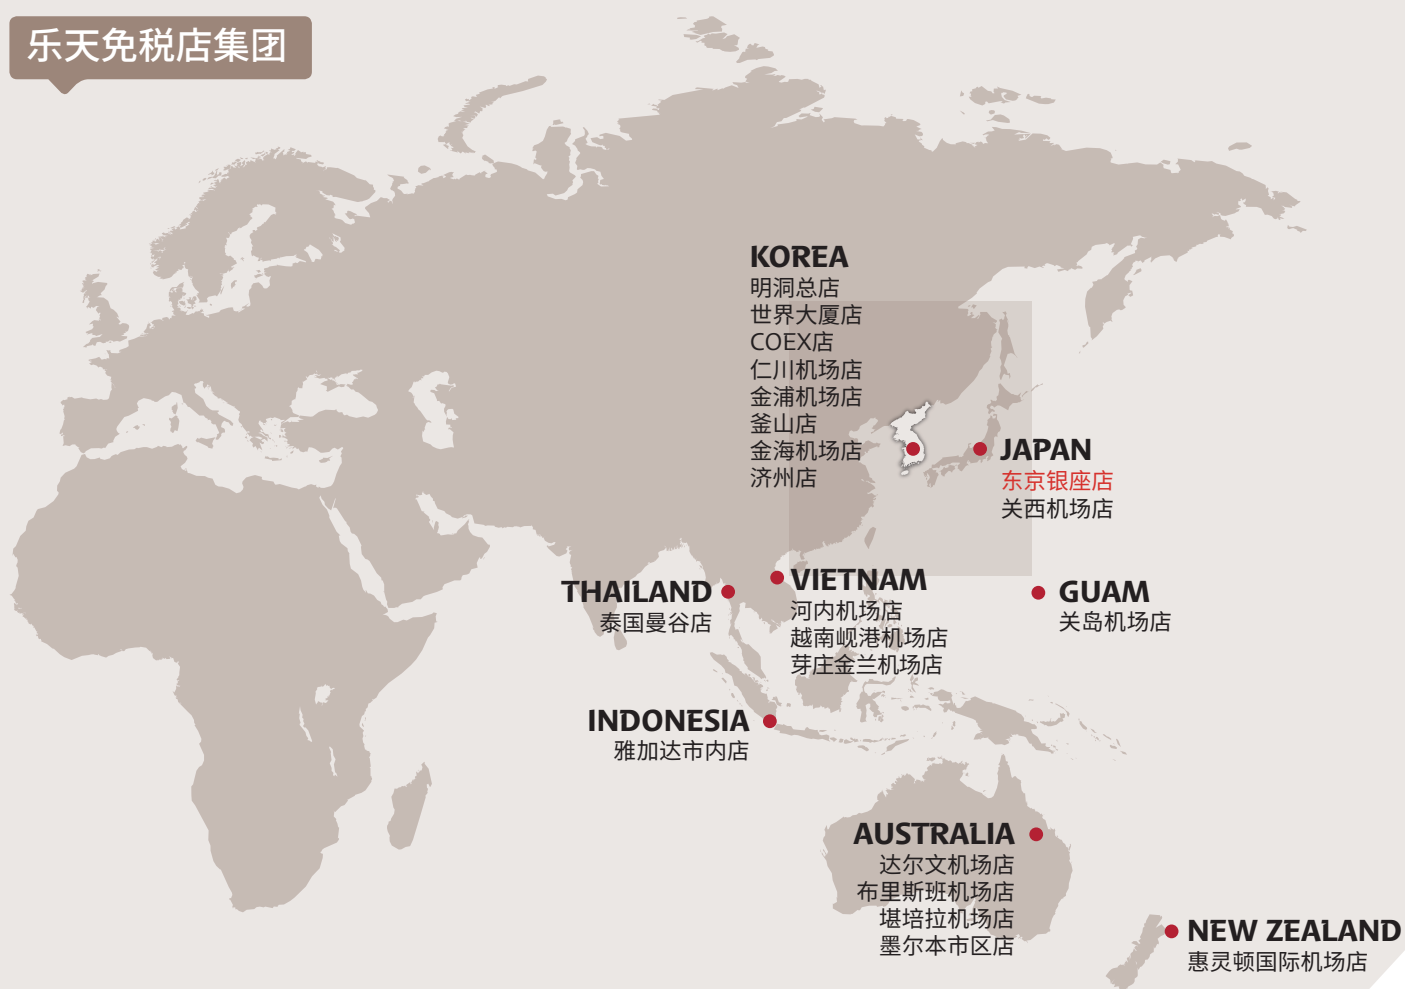 乐天免税店集团
KOREA
明洞总店
世界大厦店
COEX店
仁川机场店
金浦机场店
釜山店
金海机场店
济州店
JAPAN
东京银座店
关西机场店
THAILAND
泰国曼谷店
VIETNAM
河内机场店
越南岘港机场店
芽庄金兰机场店
GUAM
关岛机场店
INDONESIA
雅加达市内店
AUSTRALIA
达尔文机场店
布里斯班机场店
堪培拉机场店
墨尔本市区店
NEW ZEALAND
惠灵顿国际机场店